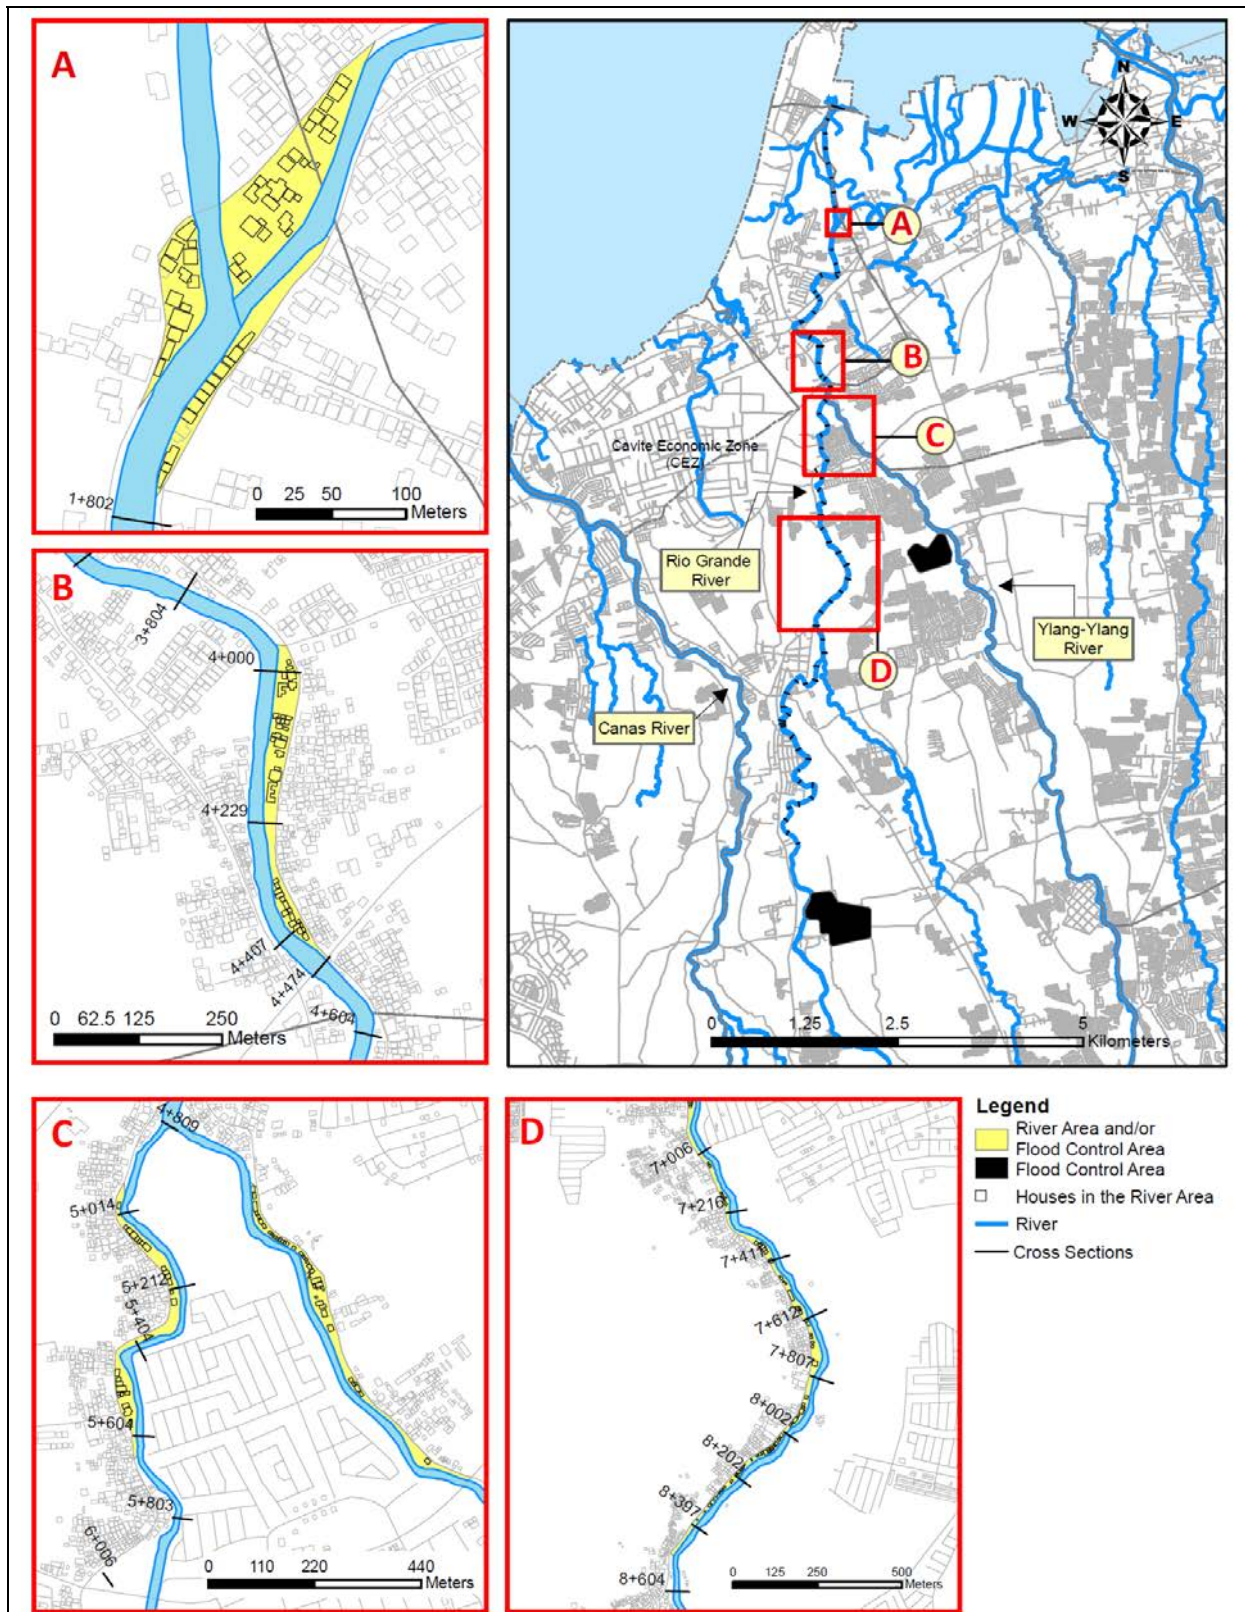 A
1+802
0 25 50 100
Meters
B
3+804
4+000
4+229
4+407
4+474
4+604
0 62.5 125 250
Meters
N
W E
S
A
B
C
Cavite Economic Zone
(CEZ)
Rio Grande
River
Ylang-Ylang
River
D
Canas River
0 1.25 2.5 5
Kilometers
C
4+809
5+014
5+212
5+404
5+604
5+803
6+006
0 110 220 440
Meters
D
7+006
7+216
7+411
7+612
7+807
8+002
8+202
8+397
8+604
0 125 250 500
Meters
Legend
River Area and/or
Flood Control Area
Flood Control Area
Houses in the River Area
River
Cross Sections